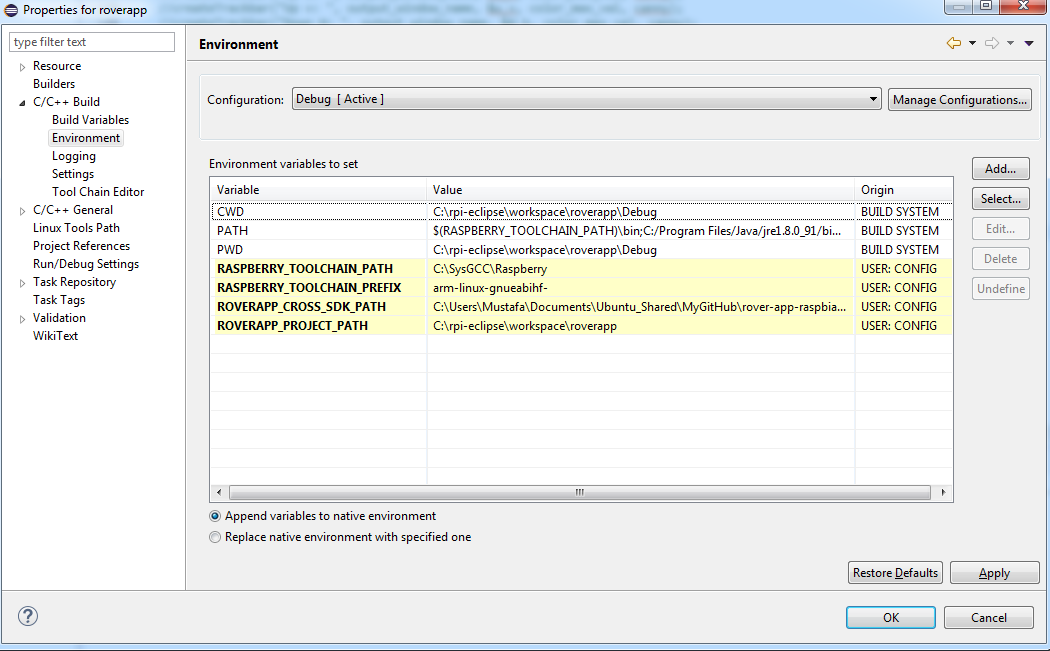 Properties for roverapp
type filter text
Resource
Builders
C/C++ Build
Build Variables
Environment
Logging
Settings
Tool Chain Editor
C/C++ General
Linux Tools Path
Project References
Run/Debug Settings
Task Repository
Task Tags
Validation
WikiText
Environment
Configuration: Debug [ Active ] Manage Configurations...
Environment variables to set
Variable Value Origin
CWD C:\rpi-eclipse\workspace\roverapp\Debug BUILD SYSTEM
PATH $(RASPBERRY_TOOLCHAIN_PATH)\bin;C:/Program Files/Java/jre1.8.0_91/bi... BUILD SYSTEM
PWD C:\rpi-eclipse\workspace\roverapp\Debug BUILD SYSTEM
RASPBERRY_TOOLCHAIN_PATH C:\SysGCC\Raspberry USER: CONFIG
RASPBERRY_TOOLCHAIN_PREFIX arm-linux-gnueabihf- USER: CONFIG
ROVERAPP_CROSS_SDK_PATH C:\Users\Mustafa\Documents\Ubuntu_Shared\MyGitHub\rover-app-raspbia... USER: CONFIG
ROVERAPP_PROJECT_PATH C:\rpi-eclipse\workspace\roverapp USER: CONFIG
Add...
Select...
Edit...
Delete
Undefine
Append variables to native environment
Replace native environment with specified one
Restore Defaults Apply
OK Cancel